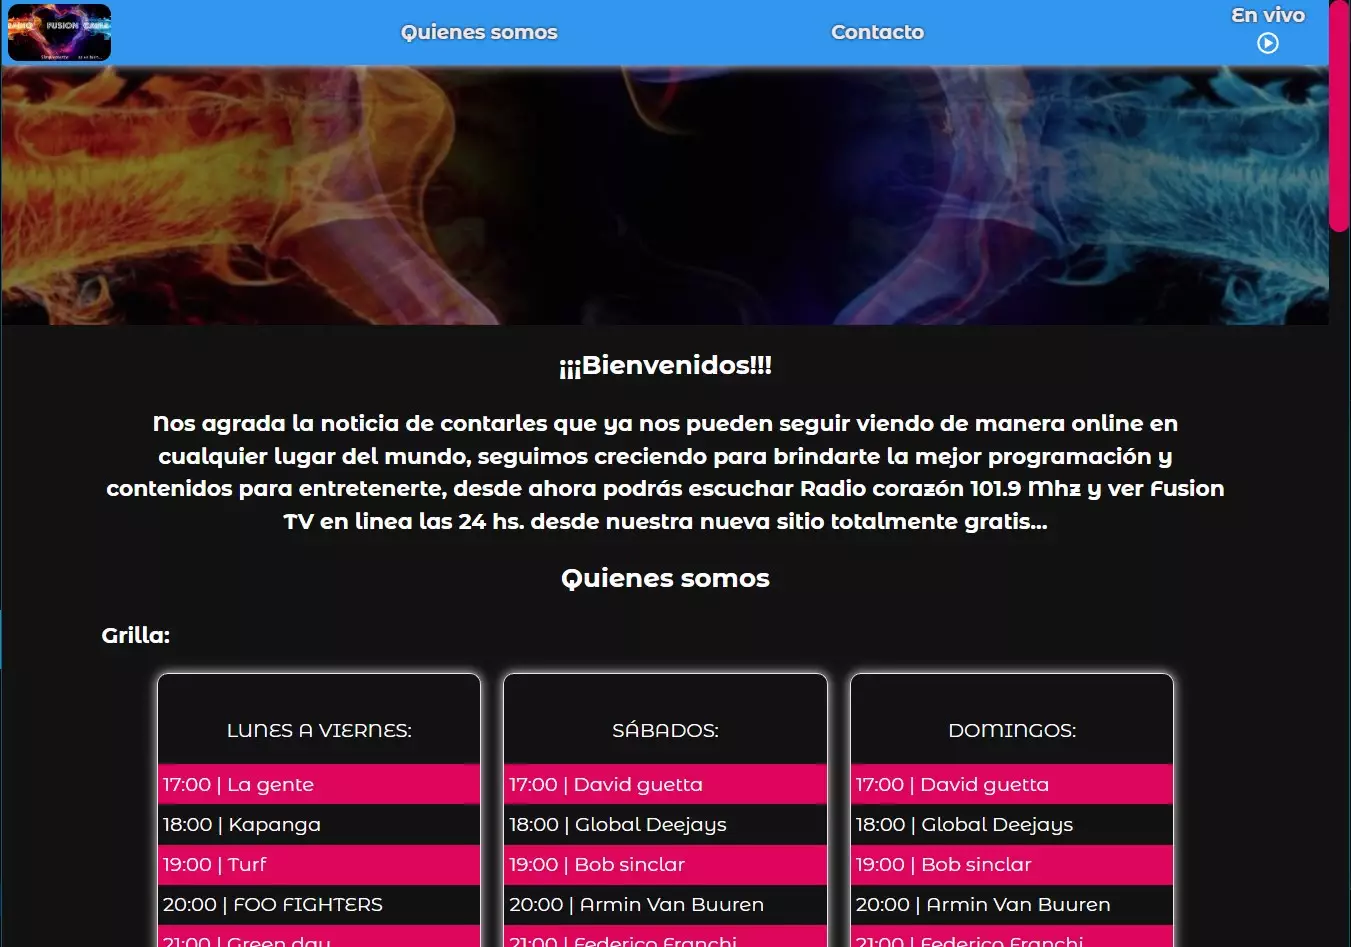 RADIO FUSION
Quienes somos
Contacto
En vivo
¡¡¡Bienvenidos!!!
Nos agrada la noticia de contarles que ya nos pueden seguir viendo de manera online en
cualquier lugar del mundo, seguimos creciendo para brindarte la mejor programación y
contenidos para entretenerte, desde ahora podrás escuchar Radio corazón 101.9 Mhz y ver Fusion
TV en linea las 24 hs. desde nuestra nueva sitio totalmente gratis...
Quienes somos
Grilla:
LUNES A VIERNES:
17:00 | La gente
18:00 | Kapanga
19:00 | Turf
20:00 | FOO FIGHTERS
21:00 | Green day
SÁBADOS:
17:00 | David guetta
18:00 | Global Deejays
19:00 | Bob sinclar
20:00 | Armin Van Buuren
21:00 | Federico Franchi
DOMINGOS:
17:00 | David guetta
18:00 | Global Deejays
19:00 | Bob sinclar
20:00 | Armin Van Buuren
21:00 | Federico Franchi